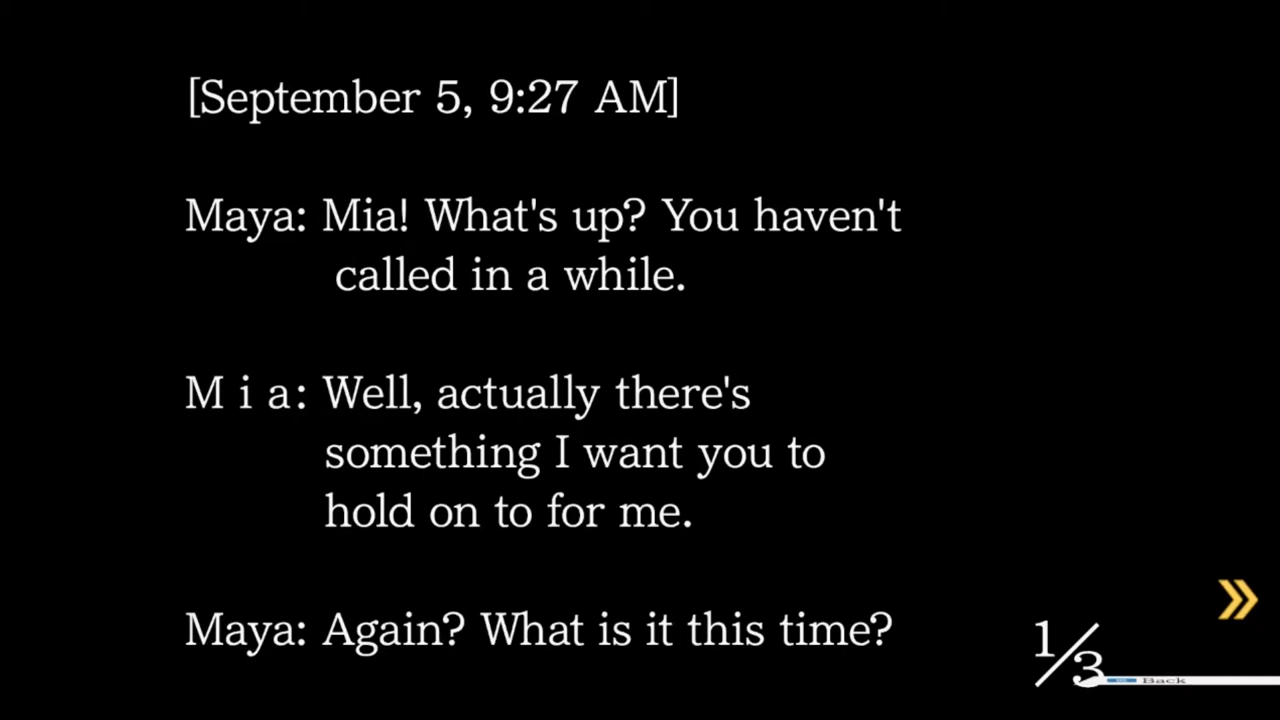 [September 5, 9:27 AM]
Maya: Mia! What's up? You haven't
called in a while.
M i a: Well, actually there's
something I want you to
hold on to for me.
Maya: Again? What is it this time?
1/3
Back